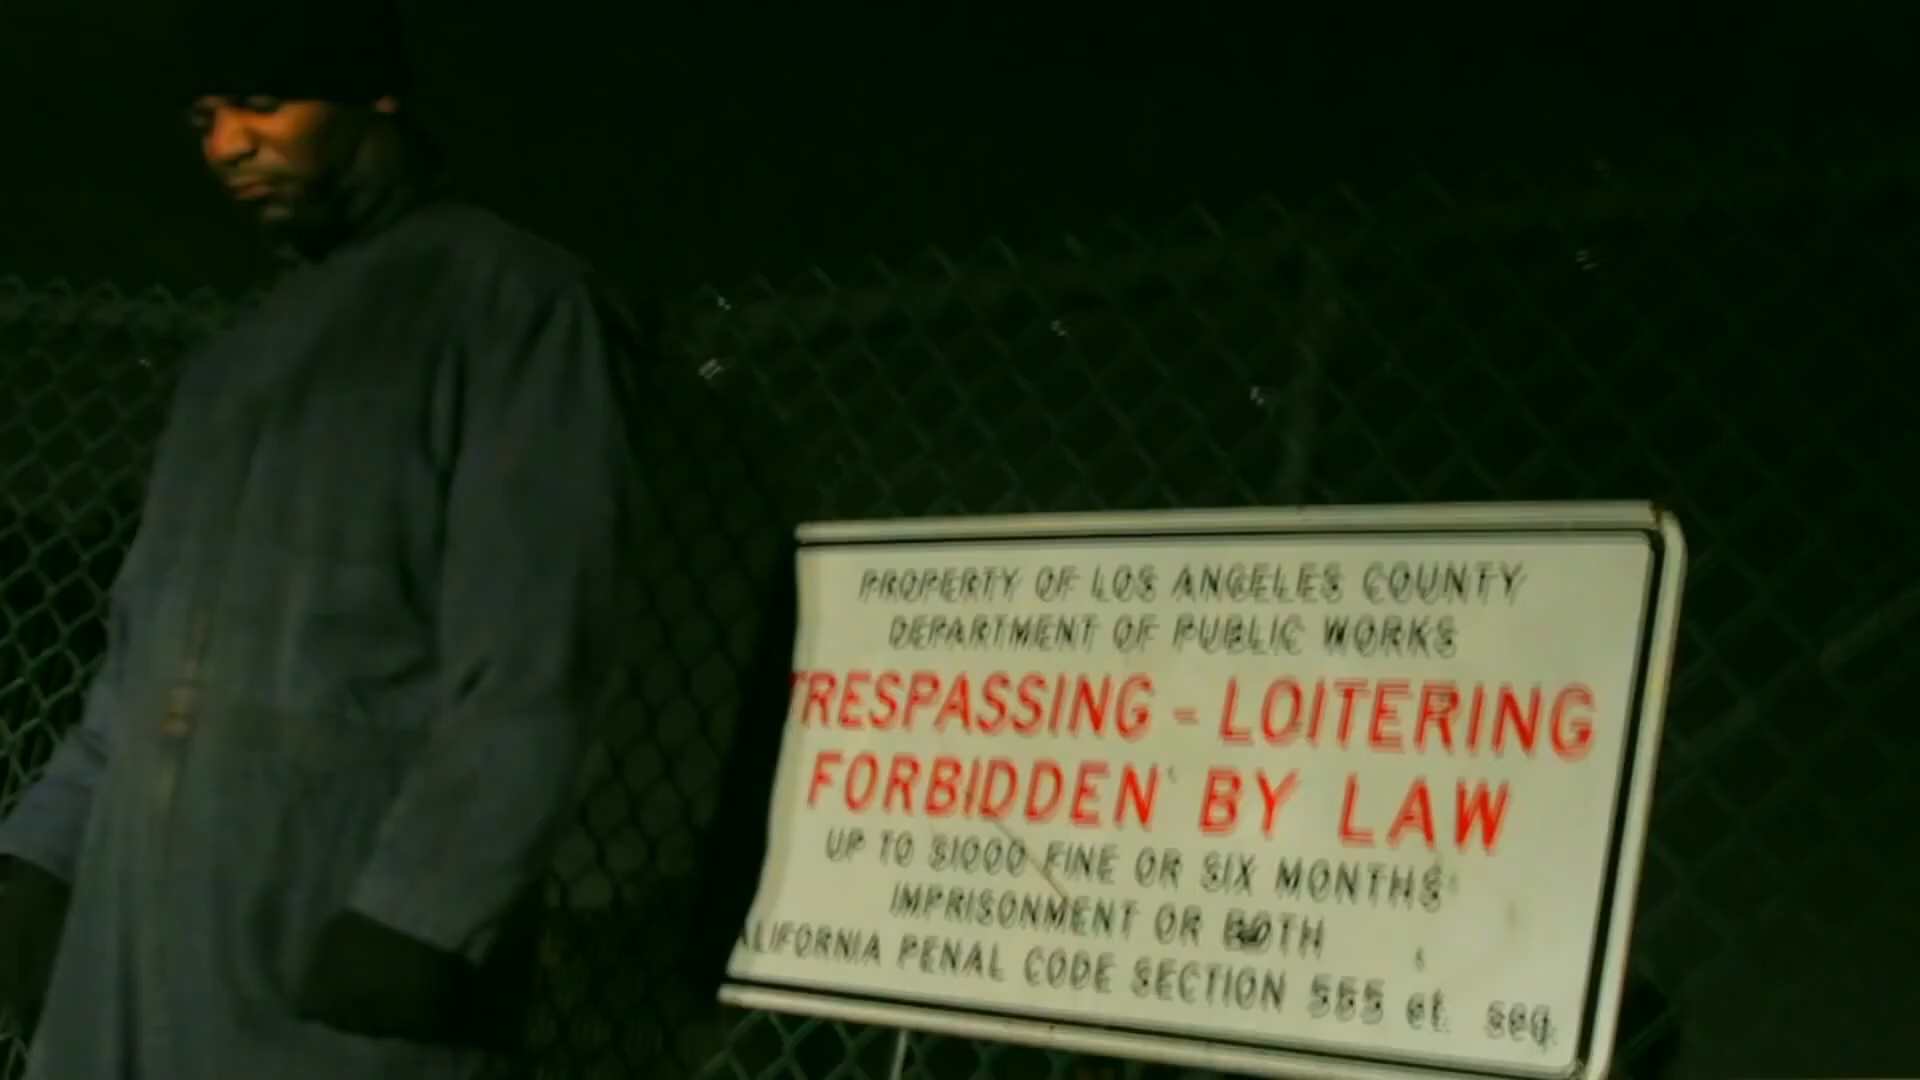 PROPERTY OF LOS ANGELES COUNTY
DEPARTMENT OF PUBLIC WORKS
TRESPASSING - LOITERING
FORBIDDEN BY LAW
UP TO $1000 FINE OR SIX MONTHS
IMPRISONMENT OR BOTH
ALIFORNIA PENAL CODE SECTION 555 et. seq.